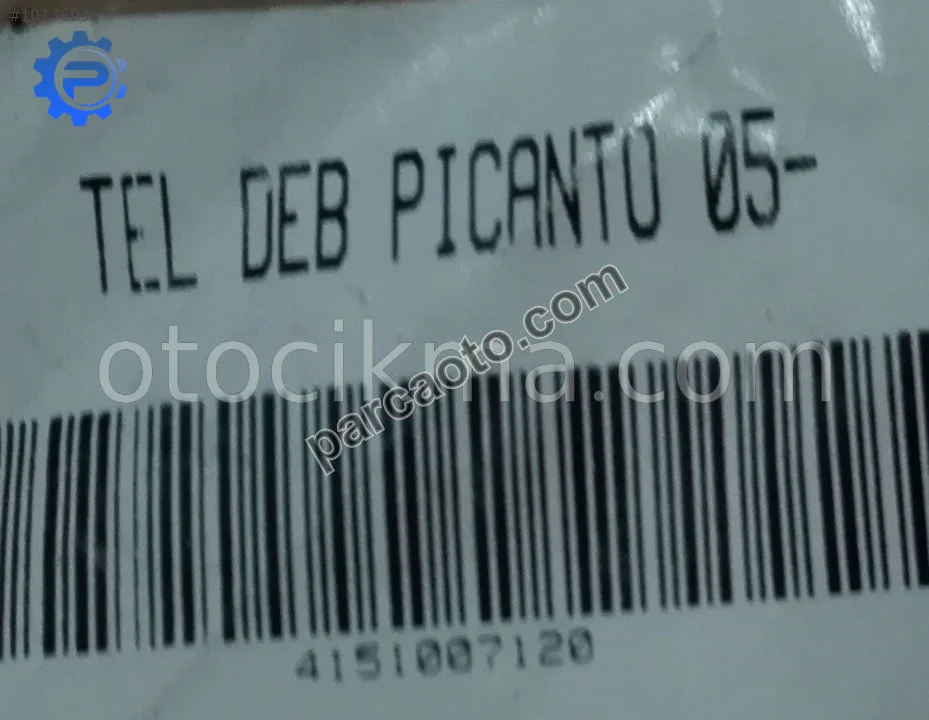 TEL DEB PICANTO 05-
otocikma.com
parcaoto.com
4151007120